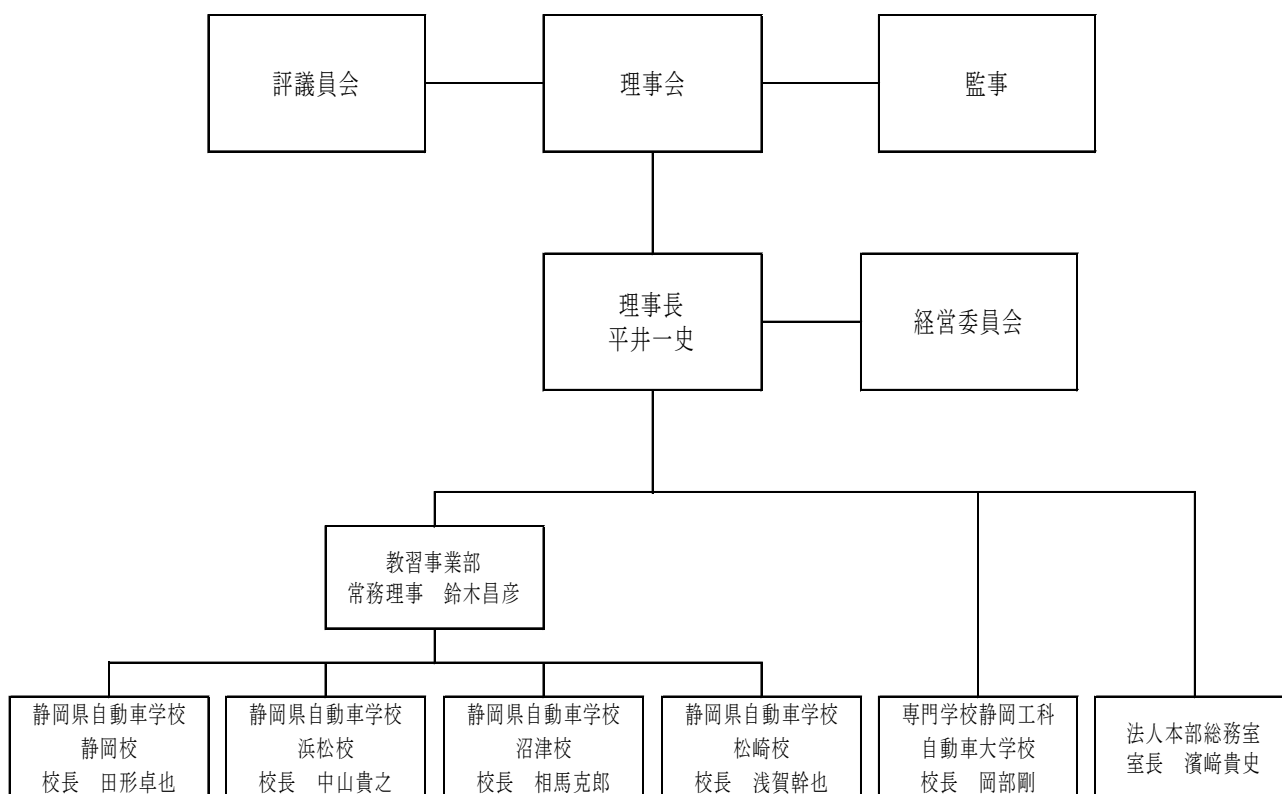 評議員会
理事会
監事
理事長
平井一史
経営委員会
教習事業部
常務理事　鈴木昌彦
静岡県自動車学校
静岡校
校長　田形卓也
静岡県自動車学校
浜松校
校長　中山貴之
静岡県自動車学校
沼津校
校長　相馬克郎
静岡県自動車学校
松崎校
校長　浅賀幹也
専門学校静岡工科
自動車大学校
校長　岡部剛
法人本部総務室
室長　濱﨑貴史